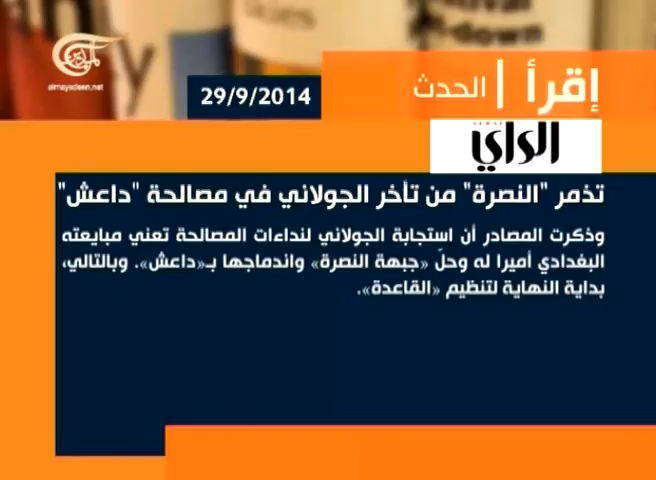 الميادين
almayadeen.net
إقرأ | الحدث
29/9/2014
الراي
تذمر "النصرة" من تأخر الجولاني في مصالحة "داعش"
وذكرت المصادر أن استجابة الجولاني لنداءات المصالحة تعني مبايعته
البغدادي أميرا له وحلّ «جبهة النصرة» واندماجها بـ«داعش». وبالتالي،
بداية النهاية لتنظيم «القاعدة».